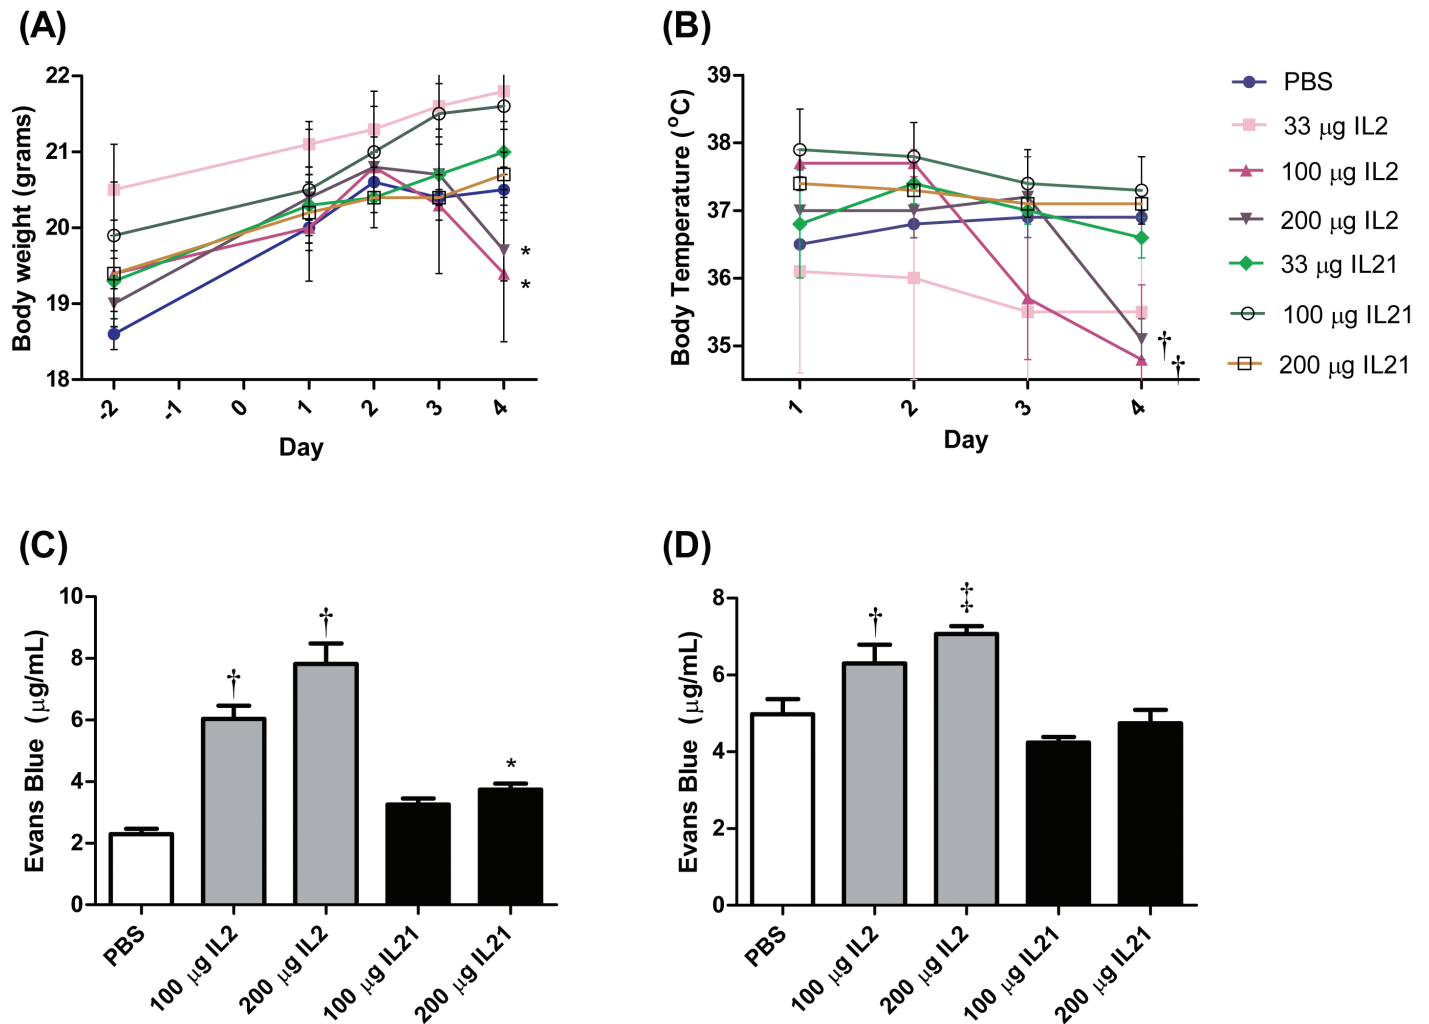 (A)
Body weight (grams)
22
21
20
19
18
-2
-1
0
1
2
3
4
Day
*
*
(B)
Body Temperature (°C)
39
38
37
36
35
1
2
3
4
Day
†
†
PBS
33 μg IL2
100 μg IL2
200 μg IL2
33 μg IL21
100 μg IL21
200 μg IL21
(C)
Evans Blue (μg/mL)
10
8
6
4
2
0
†
†
*
PBS
100 μg IL2
200 μg IL2
100 μg IL21
200 μg IL21
(D)
Evans Blue (μg/mL)
8
6
4
2
0
†
‡
PBS
100 μg IL2
200 μg IL2
100 μg IL21
200 μg IL21